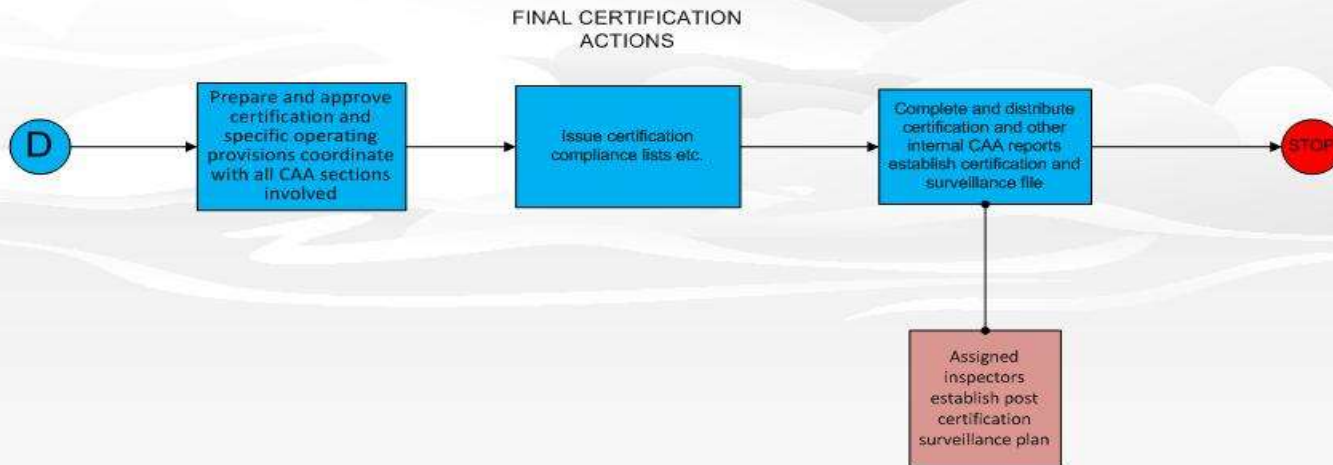 FINAL CERTIFICATION
ACTIONS
D
Prepare and approve
certification and
specific operating
provisions coordinate
with all CAA sections
involved
Issue certification
compliance lists etc.
Complete and distribute
certification and other
internal CAA reports
establish certification and
surveillance file
STOP
Assigned
inspectors
establish post
certification
surveillance plan